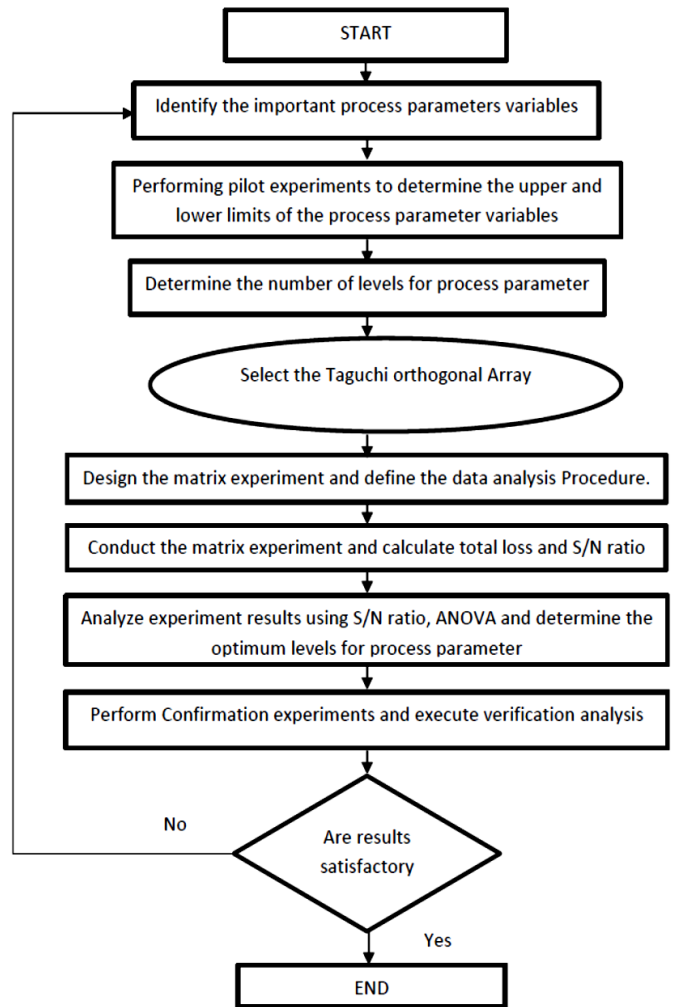 START
Identify the important process parameters variables
Performing pilot experiments to determine the upper and
lower limits of the process parameter variables
Determine the number of levels for process parameter
Select the Taguchi orthogonal Array
Design the matrix experiment and define the data analysis Procedure.
Conduct the matrix experiment and calculate total loss and S/N ratio
Analyze experiment results using S/N ratio, ANOVA and determine the
optimum levels for process parameter
Perform Confirmation experiments and execute verification analysis
No
Are results
satisfactory
Yes
END